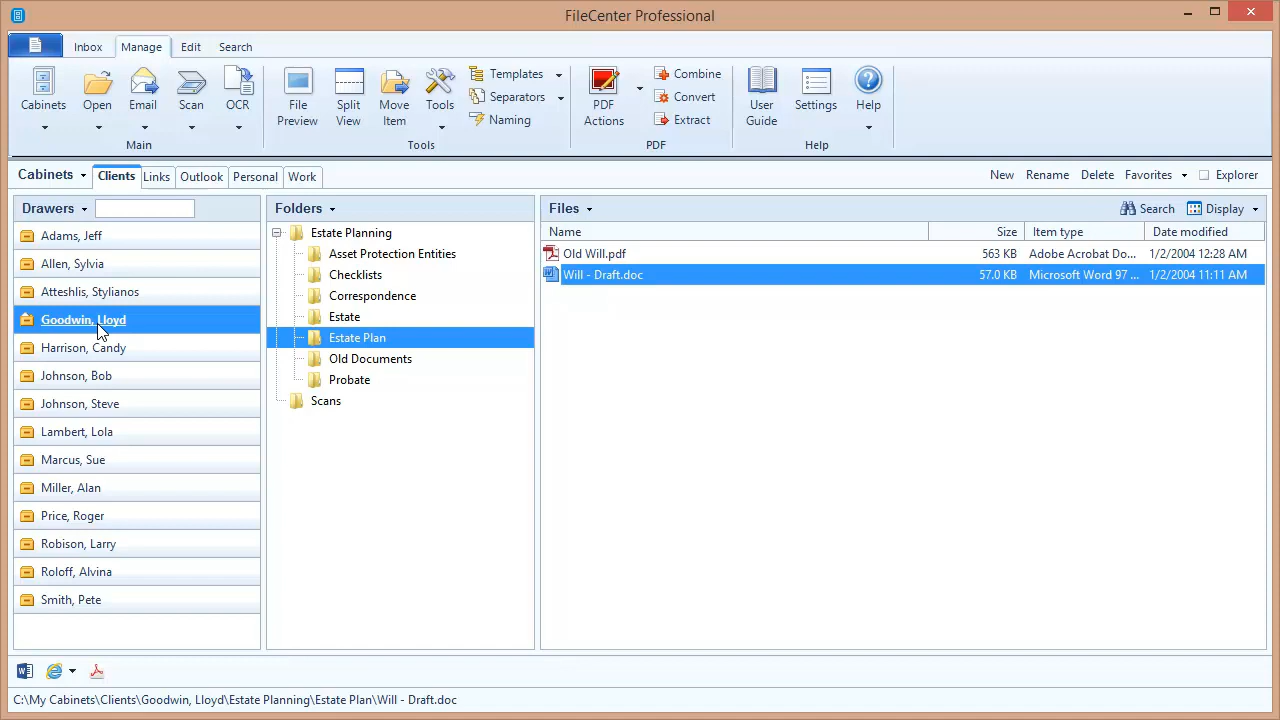 FileCenter Professional
Inbox Manage Edit Search
Cabinets Open Email Scan OCR File Preview Split View Move Item Tools Templates Separators Naming PDF Actions Combine Convert Extract User Guide Settings Help
Main Tools PDF Help
Cabinets Clients Links Outlook Personal Work New Rename Delete Favorites Explorer
Drawers
Adams, Jeff
Allen, Sylvia
Atteshlis, Stylianos
Goodwin, Lloyd
Harrison, Candy
Johnson, Bob
Johnson, Steve
Lambert, Lola
Marcus, Sue
Miller, Alan
Price, Roger
Robison, Larry
Roloff, Alvina
Smith, Pete
Folders
Estate Planning
Asset Protection Entities
Checklists
Correspondence
Estate
Estate Plan
Old Documents
Probate
Scans
Files Search Display
Name Size Item type Date modified
Old Will.pdf 563 KB Adobe Acrobat Do... 1/2/2004 12:28 AM
Will - Draft.doc 57.0 KB Microsoft Word 97 ... 1/2/2004 11:11 AM
C:\My Cabinets\Clients\Goodwin, Lloyd\Estate Planning\Estate Plan\Will - Draft.doc